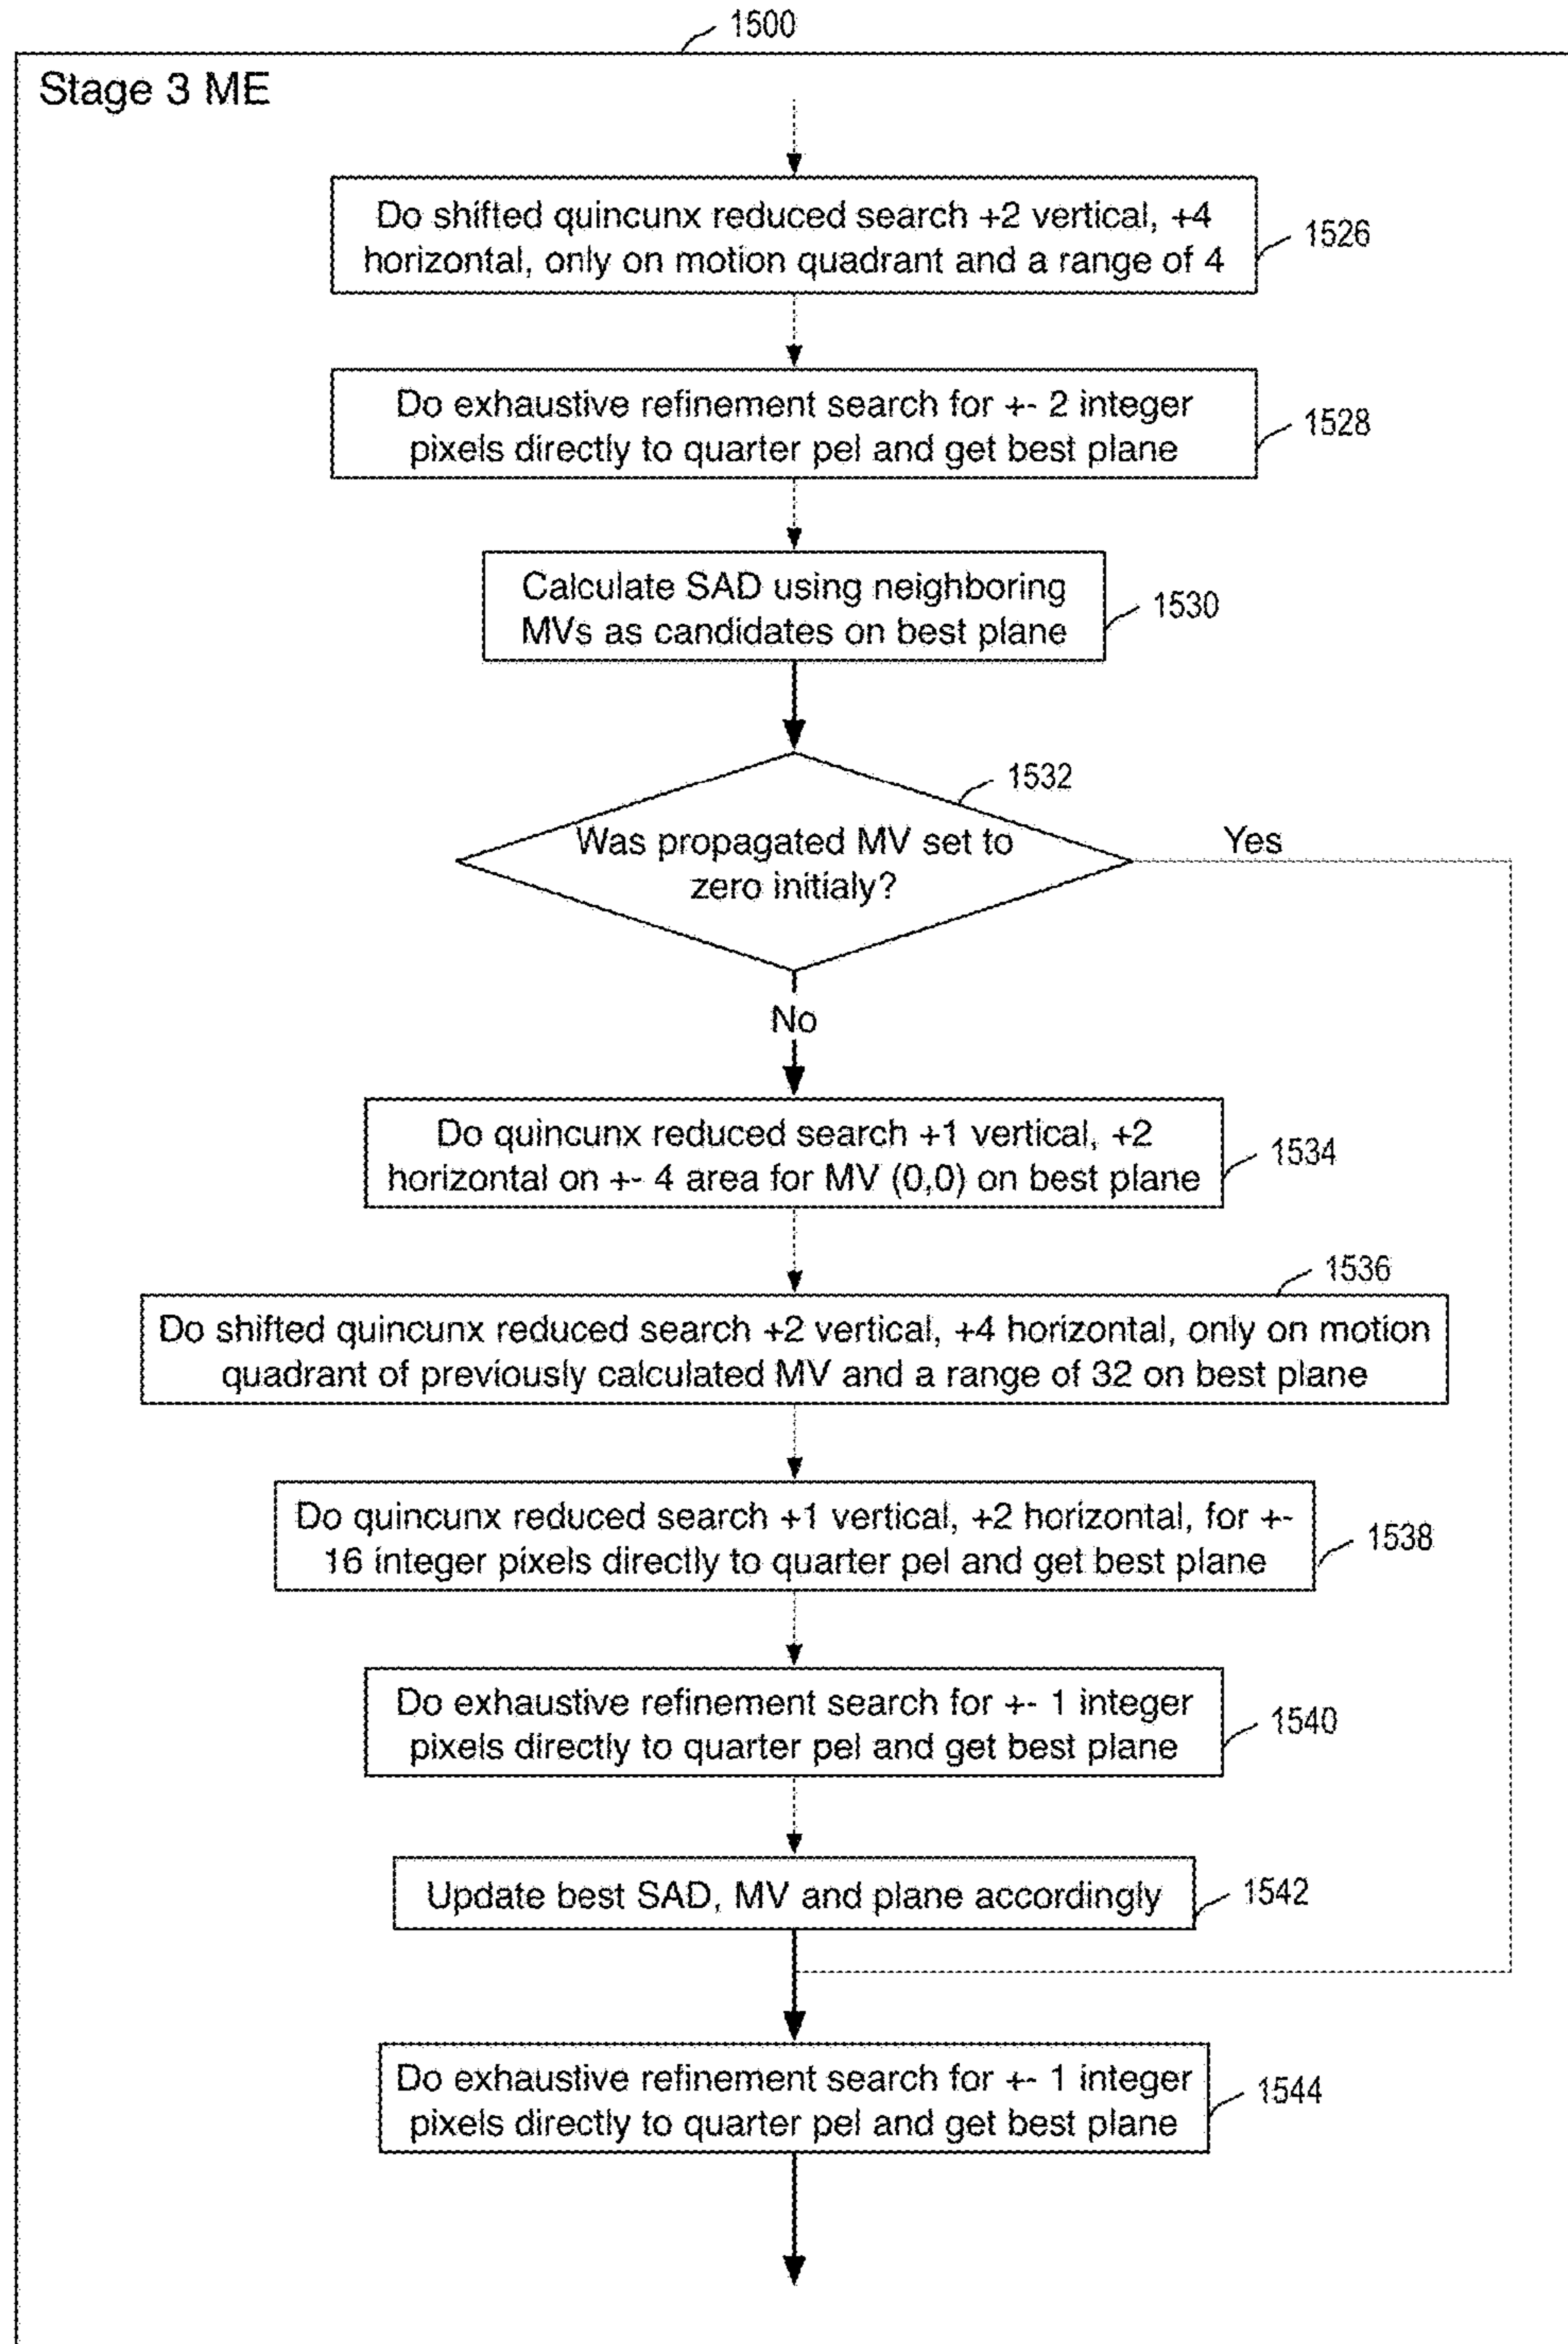 1500
Stage 3 ME
Do shifted quincunx reduced search +2 vertical, +4
horizontal, only on motion quadrant and a range of 4
1526
Do exhaustive refinement search for +- 2 integer
pixels directly to quarter pel and get best plane
1528
Calculate SAD using neighboring
MVs as candidates on best plane
1530
1532
Was propagated MV set to
zero initialy?
Yes
No
Do quincunx reduced search +1 vertical, +2
horizontal on +- 4 area for MV (0,0) on best plane
1534
1536
Do shifted quincunx reduced search +2 vertical, +4 horizontal, only on motion
quadrant of previously calculated MV and a range of 32 on best plane
Do quincunx reduced search +1 vertical, +2 horizontal, for +-
16 integer pixels directly to quarter pel and get best plane
1538
Do exhaustive refinement search for +- 1 integer
pixels directly to quarter pel and get best plane
1540
Update best SAD, MV and plane accordingly
1542
Do exhaustive refinement search for +- 1 integer
pixels directly to quarter pel and get best plane
1544